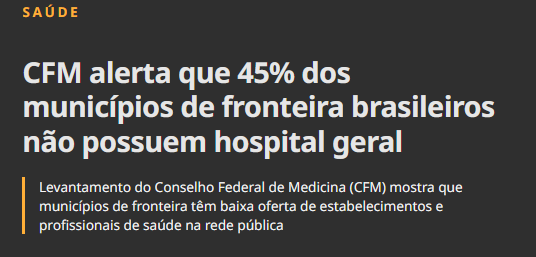 SAÚDE
CFM alerta que 45% dos
municípios de fronteira brasileiros
não possuem hospital geral
Levantamento do Conselho Federal de Medicina (CFM) mostra que
municípios de fronteira têm baixa oferta de estabelecimentos e
profissionais de saúde na rede pública